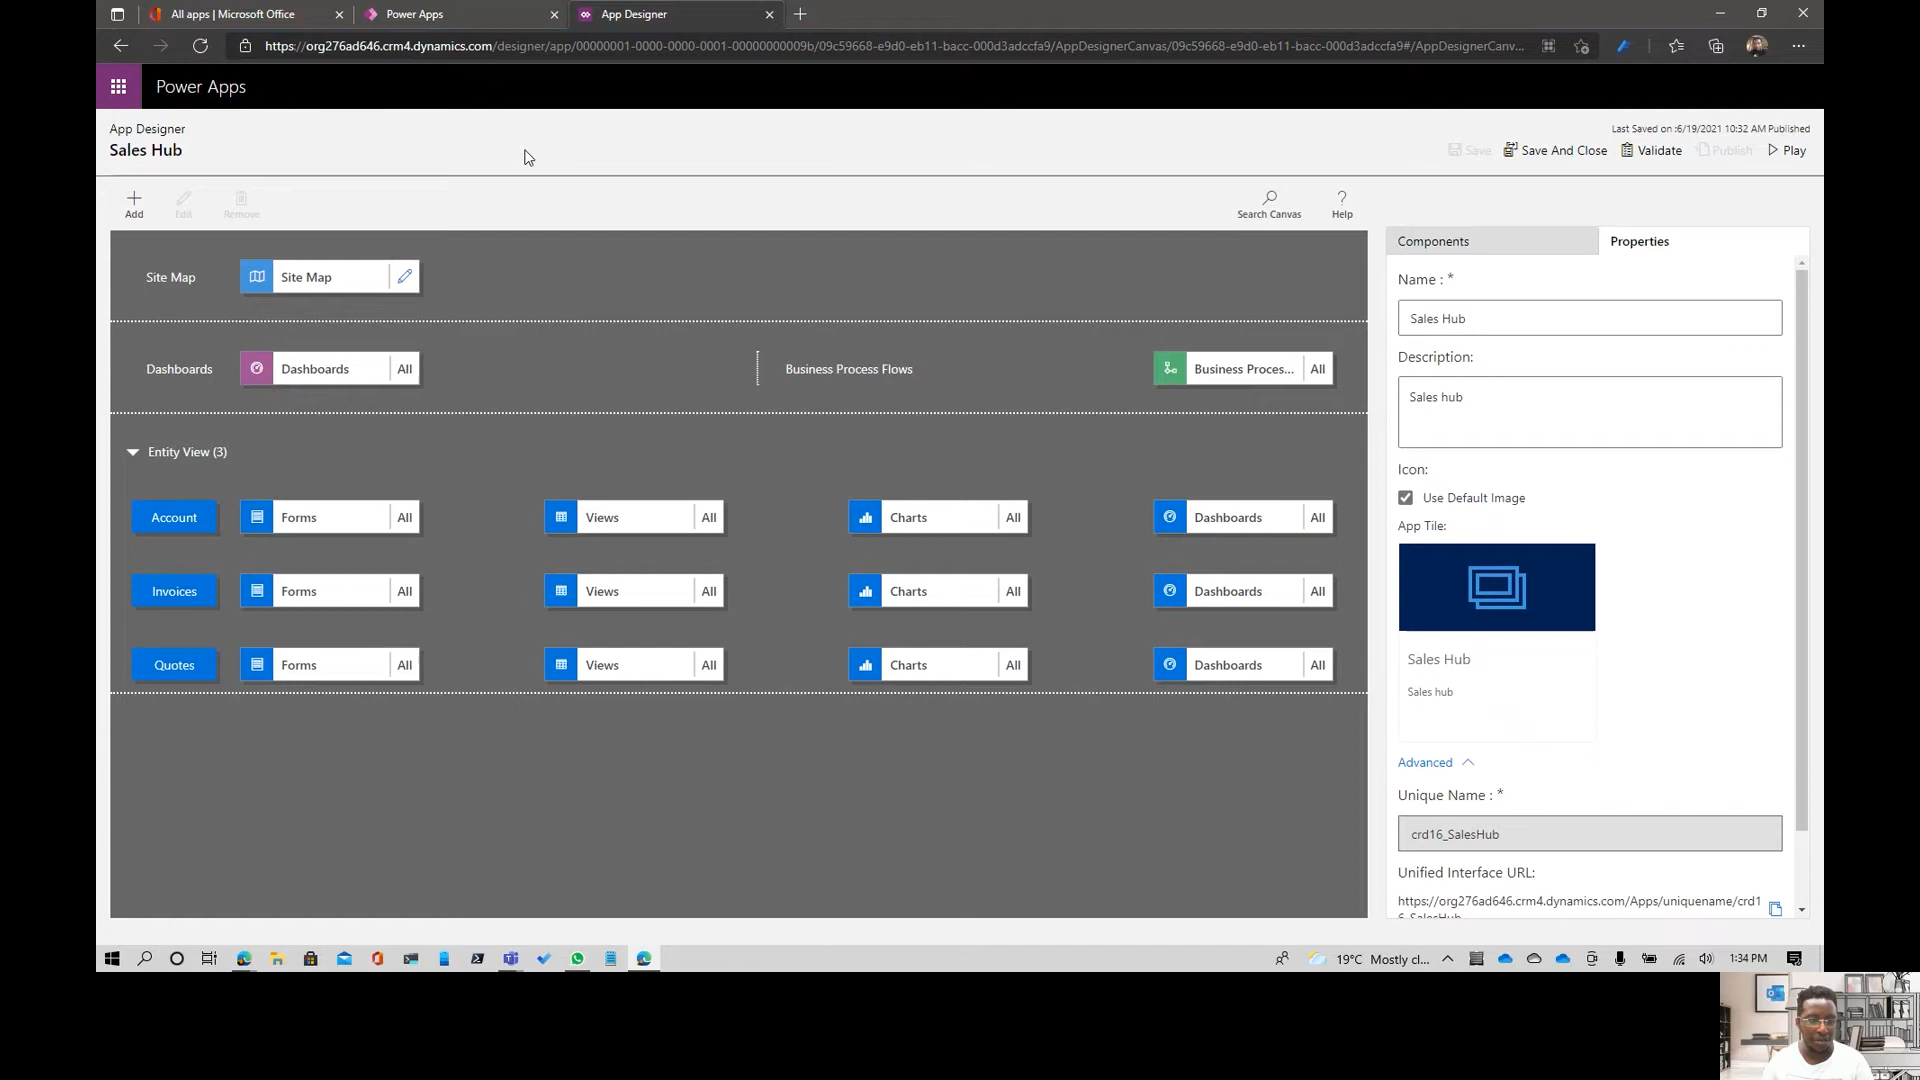 All apps | Microsoft Office
Power Apps
App Designer
https://org276ad646.crm4.dynamics.com/designer/app/00000001-0000-0000-0001-00000000009b/09c59668-e9d0-eb11-bacc-000d3adccfa9/AppDesignerCanvas/09c59668-e9d0-eb11-bacc-000d3adccfa9#/AppDesignerCanv...
Power Apps
App Designer
Sales Hub
Last Saved on :6/19/2021 10:32 AM Published
Save
Save And Close
Validate
Publish
Play
Add
Edit
Remove
Search Canvas
? Help
Components
Properties
Site Map
Site Map
Dashboards
Dashboards All
Business Process Flows
Business Proces... All
Entity View (3)
Account
Forms All
Views All
Charts All
Dashboards All
Invoices
Forms All
Views All
Charts All
Dashboards All
Quotes
Forms All
Views All
Charts All
Dashboards All
Name : *
Sales Hub
Description:
Sales hub
Icon:
Use Default Image
App Tile:
Sales Hub
Sales hub
Advanced
Unique Name : *
crd16_SalesHub
Unified Interface URL:
https://org276ad646.crm4.dynamics.com/Apps/uniquename/crd1
6_SalesHub
19°C Mostly cl...
1:34 PM